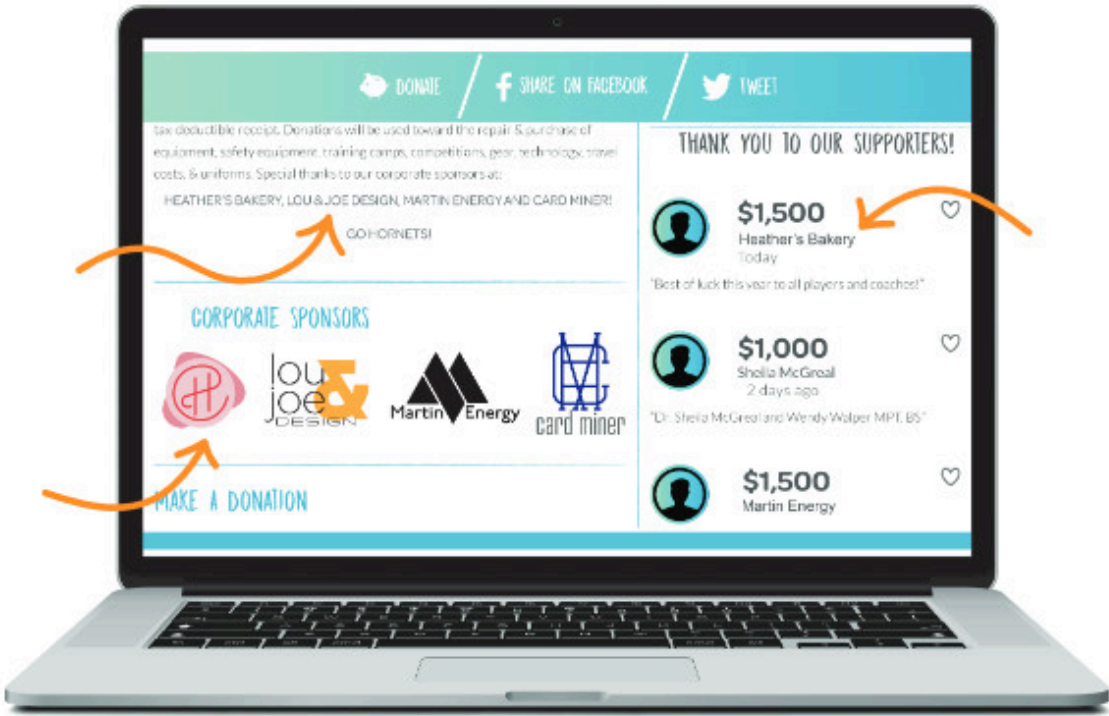 DONATE
SHARE ON FACEBOOK
TWEET
tax deductible receipt. Donations will be used toward the repair & purchase of
equipment, safety equipment, training camps, competitions, gear, technology, travel
costs, & uniforms. Special thanks to our corporate sponsors at:
HEATHER'S BAKERY, LOU & JOE DESIGN, MARTIN ENERGY AND CARD MINER!
GO HORNETS!
CORPORATE SPONSORS
H
lou &
joe
DESIGN
Martin Energy
card miner
MAKE A DONATION
THANK YOU TO OUR SUPPORTERS!
$1,500
Heather's Bakery
Today
"Best of luck this year to all players and coaches!"
$1,000
Sheila McGreal
2 days ago
"Dr. Sheila McGreal and Wendy Walper MPT, BS"
$1,500
Martin Energy